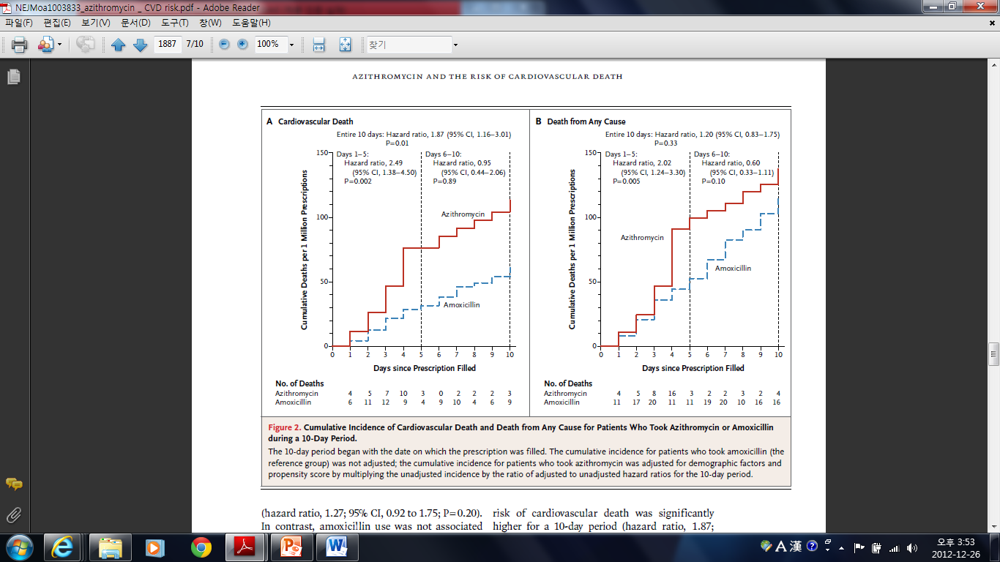 NEJMoa1003833_azithromycin _ CVD risk.pdf - Adobe Reader
파일(F) 편집(E) 보기(V) 문서(D) 도구(T) 창(W) 도움말(H)
1887 7/10 100% 찾기
AZITHROMYCIN AND THE RISK OF CARDIOVASCULAR DEATH
A Cardiovascular Death
Entire 10 days: Hazard ratio, 1.87 (95% CI, 1.16–3.01)
P=0.01
Days 1–5:
Hazard ratio, 2.49
(95% CI, 1.38–4.50)
P=0.002
Days 6–10:
Hazard ratio, 0.95
(95% CI, 0.44–2.06)
P=0.89
Cumulative Deaths per 1 Million Prescriptions
150
100
50
0
Azithromycin
Amoxicillin
0 1 2 3 4 5 6 7 8 9 10
Days since Prescription Filled
No. of Deaths
Azithromycin 4 5 7 10 3 0 2 2 2 3
Amoxicillin 6 11 12 9 4 9 10 4 6 9
B Death from Any Cause
Entire 10 days: Hazard ratio, 1.20 (95% CI, 0.83–1.75)
P=0.33
Days 1–5:
Hazard ratio, 2.02
(95% CI, 1.24–3.30)
P=0.005
Days 6–10:
Hazard ratio, 0.60
(95% CI, 0.33–1.11)
P=0.10
Cumulative Deaths per 1 Million Prescriptions
150
100
50
0
Azithromycin
Amoxicillin
0 1 2 3 4 5 6 7 8 9 10
Days since Prescription Filled
No. of Deaths
Azithromycin 4 5 8 16 3 2 2 3 2 4
Amoxicillin 11 17 20 11 11 19 20 10 16 16
Figure 2. Cumulative Incidence of Cardiovascular Death and Death from Any Cause for Patients Who Took Azithromycin or Amoxicillin
during a 10-Day Period.
The 10-day period began with the date on which the prescription was filled. The cumulative incidence for patients who took amoxicillin (the
reference group) was not adjusted; the cumulative incidence for patients who took azithromycin was adjusted for demographic factors and
propensity score by multiplying the unadjusted incidence by the ratio of adjusted to unadjusted hazard ratios for the 10-day period.
(hazard ratio, 1.27; 95% CI, 0.92 to 1.75; P=0.20).
In contrast, amoxicillin use was not associated
risk of cardiovascular death was significantly
higher for a 10-day period (hazard ratio, 1.87;
A 漢
오후 3:53
2012-12-26